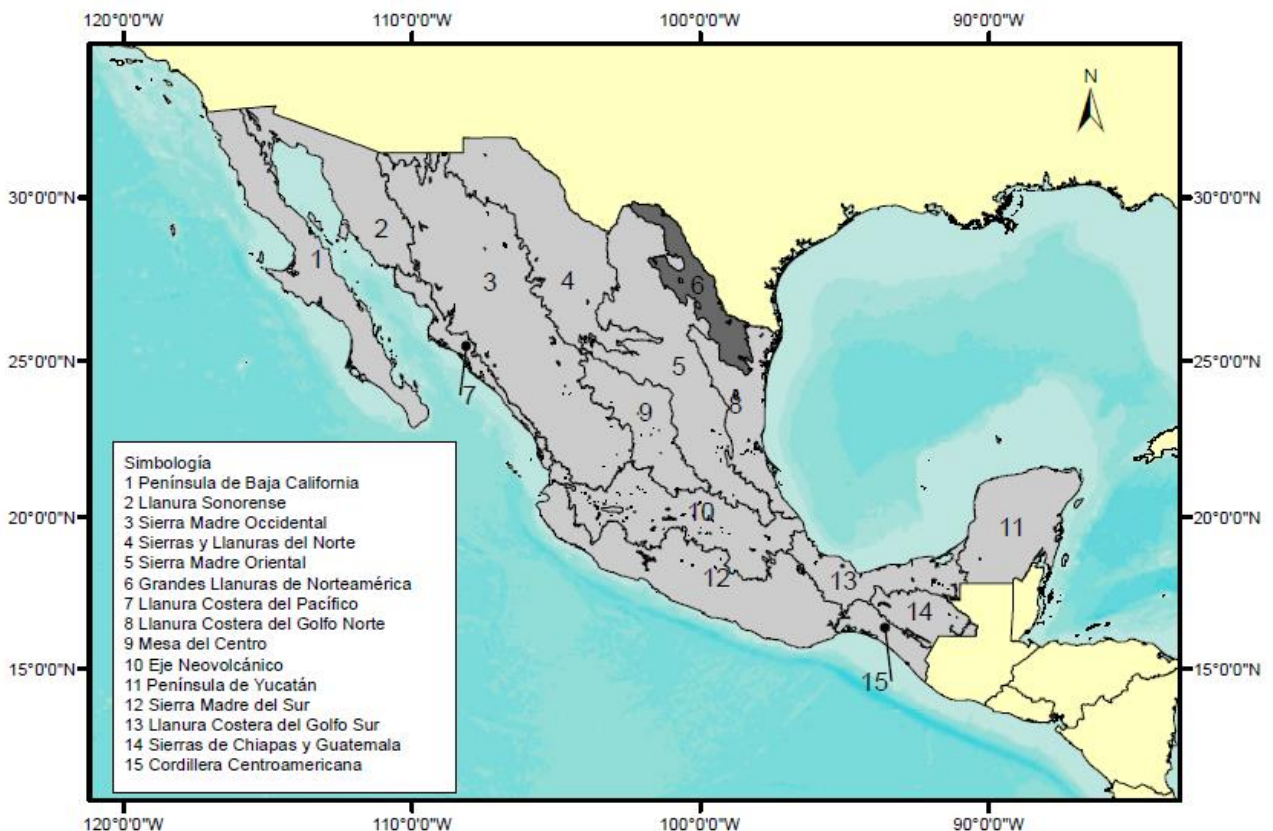 120°0'0"W 110°0'0"W 100°0'0"W 90°0'0"W
N
30°0'0"N 30°0'0"N
1
2
3
4
6
25°0'0"N 25°0'0"N
5
7
8
9
Simbología
1 Península de Baja California
2 Llanura Sonorense
3 Sierra Madre Occidental
4 Sierras y Llanuras del Norte
5 Sierra Madre Oriental
6 Grandes Llanuras de Norteamérica
7 Llanura Costera del Pacífico
8 Llanura Costera del Golfo Norte
9 Mesa del Centro
10 Eje Neovolcánico
11 Península de Yucatán
12 Sierra Madre del Sur
13 Llanura Costera del Golfo Sur
14 Sierras de Chiapas y Guatemala
15 Cordillera Centroamericana
20°0'0"N 20°0'0"N
10
11
12
13
14
15°0'0"N 15°0'0"N
15
120°0'0"W 110°0'0"W 100°0'0"W 90°0'0"W